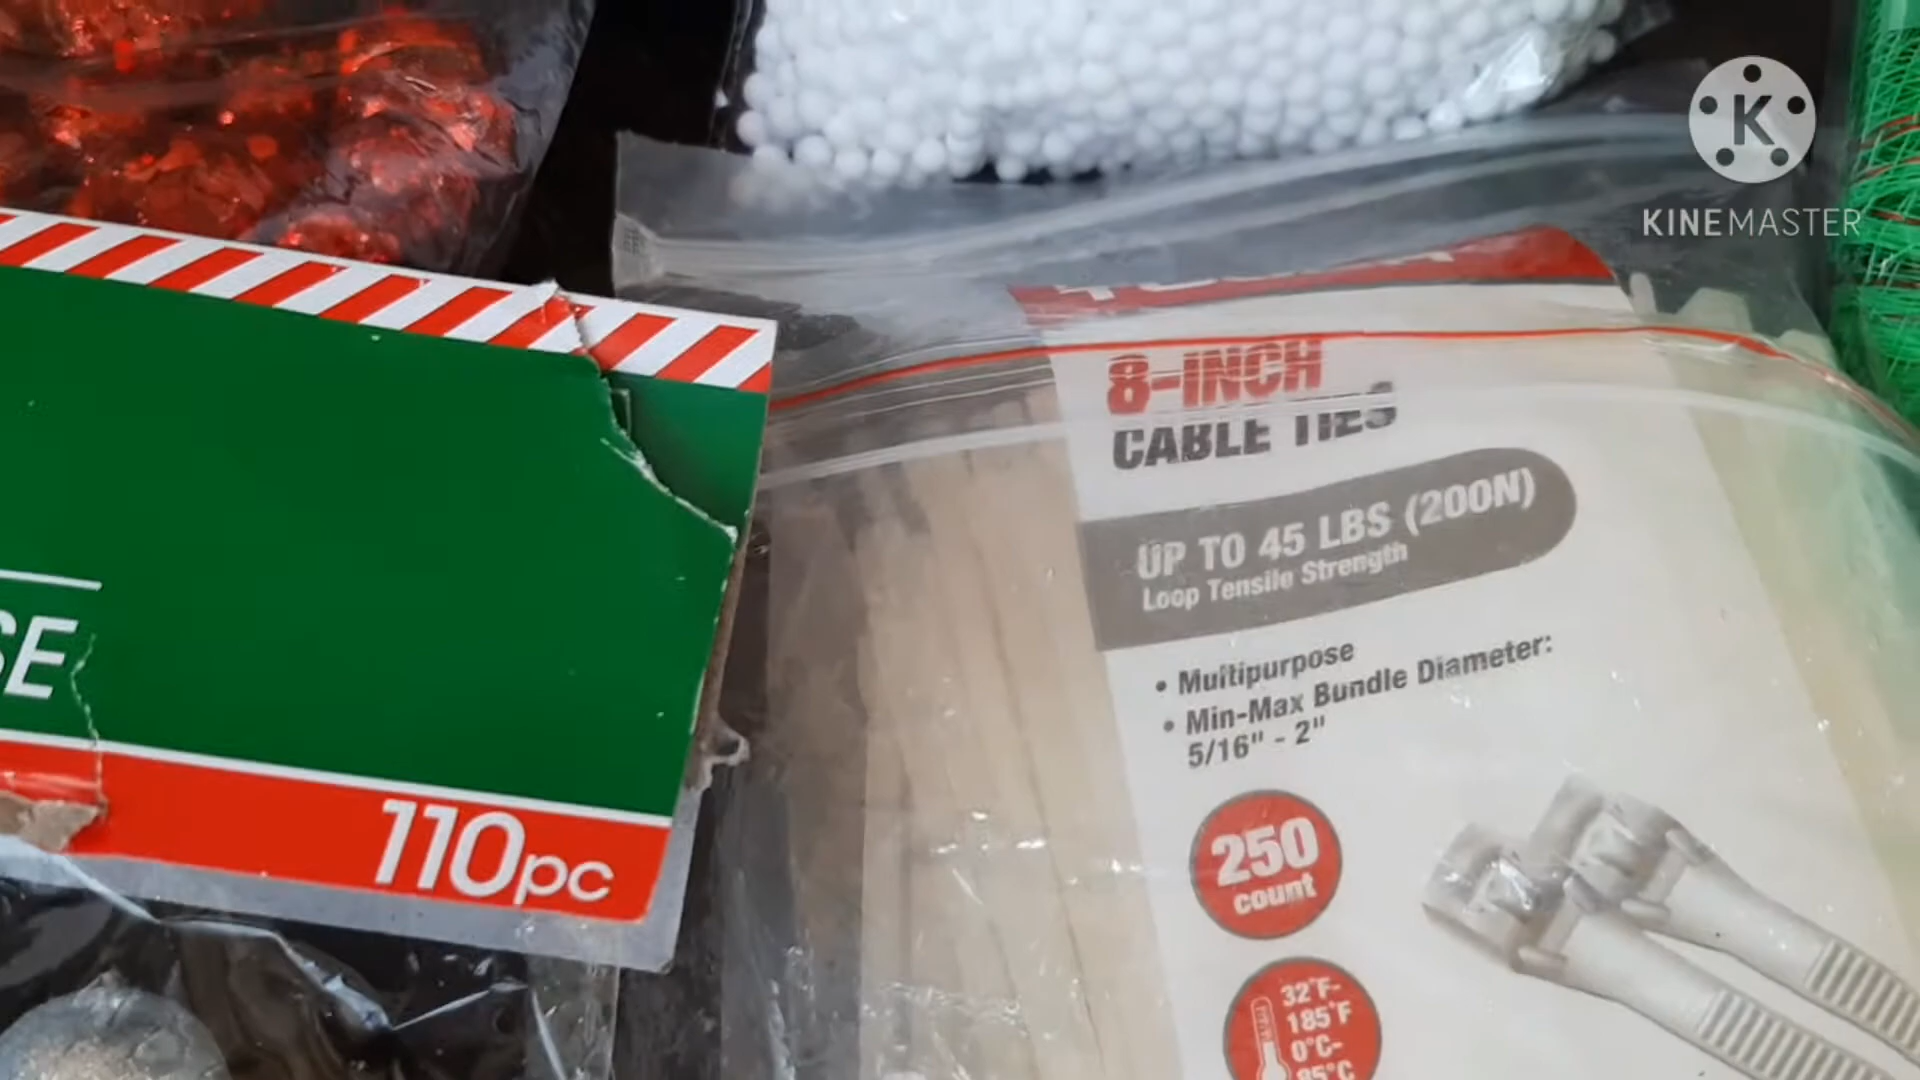 K
KINEMASTER
8-INCH
CABLE TIES
UP TO 45 LBS (200N)
Loop Tensile Strength
• Multipurpose
• Min-Max Bundle Diameter:
5/16" - 2"
250
count
32°F-
185°F
0°C-
85°C
SE
110pc